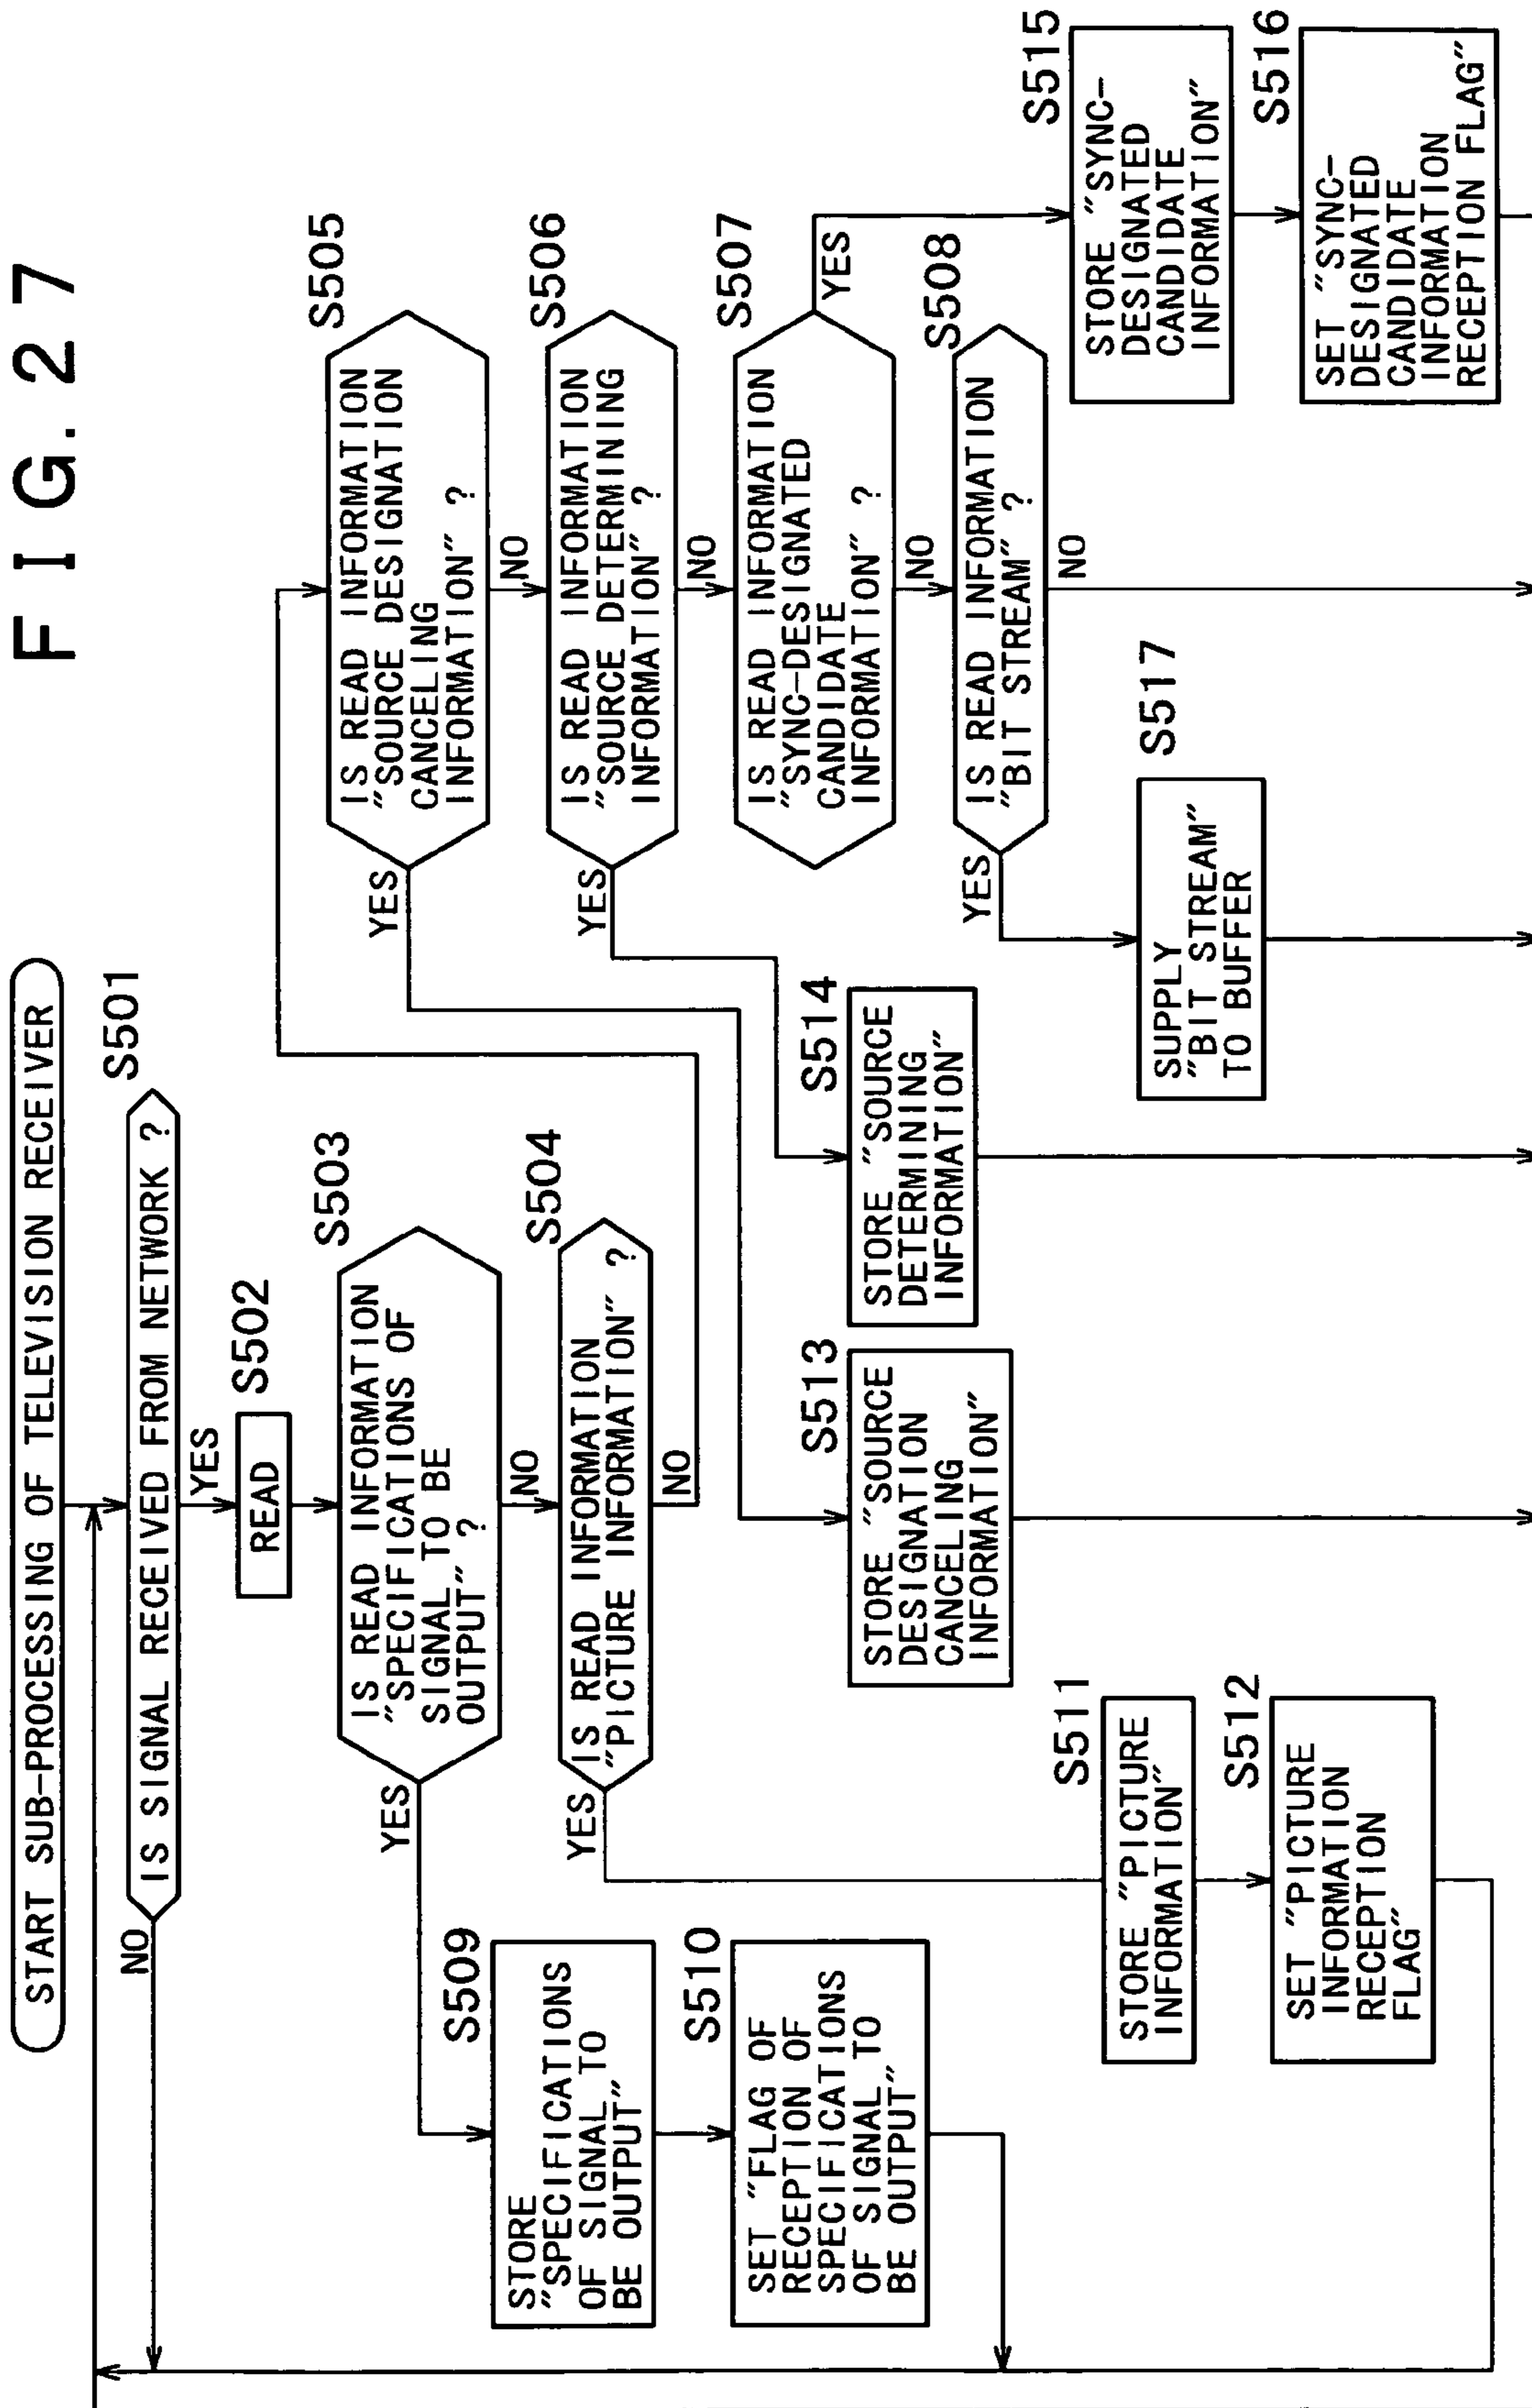 FIG. 27
START SUB-PROCESSING OF TELEVISION RECEIVER
S501
IS SIGNAL RECEIVED FROM NETWORK ?
NO
YES
S502
READ
S503
IS READ INFORMATION
"SPECIFICATIONS OF
SIGNAL TO BE
OUTPUT" ?
YES
NO
S504
IS READ INFORMATION
"PICTURE INFORMATION" ?
YES
NO
S505
IS READ INFORMATION
"SOURCE DESIGNATION
CANCELING
INFORMATION" ?
YES
NO
S506
IS READ INFORMATION
"SOURCE DETERMINING
INFORMATION" ?
YES
NO
S507
IS READ INFORMATION
"SYNC-DESIGNATED
CANDIDATE
INFORMATION" ?
YES
NO
S508
IS READ INFORMATION
"BIT STREAM" ?
YES
NO
S509
STORE
"SPECIFICATIONS
OF SIGNAL TO
BE OUTPUT"
S510
SET "FLAG OF
RECEPTION OF
SPECIFICATIONS
OF SIGNAL TO
BE OUTPUT"
S511
STORE "PICTURE
INFORMATION"
S512
SET "PICTURE
INFORMATION
RECEPTION
FLAG"
S513
STORE "SOURCE
DESIGNATION
CANCELING
INFORMATION"
S514
STORE "SOURCE
DETERMINING
INFORMATION"
S517
SUPPLY
"BIT STREAM"
TO BUFFER
S515
STORE "SYNC-
DESIGNATED
CANDIDATE
INFORMATION"
S516
SET "SYNC-
DESIGNATED
CANDIDATE
INFORMATION
RECEPTION FLAG"